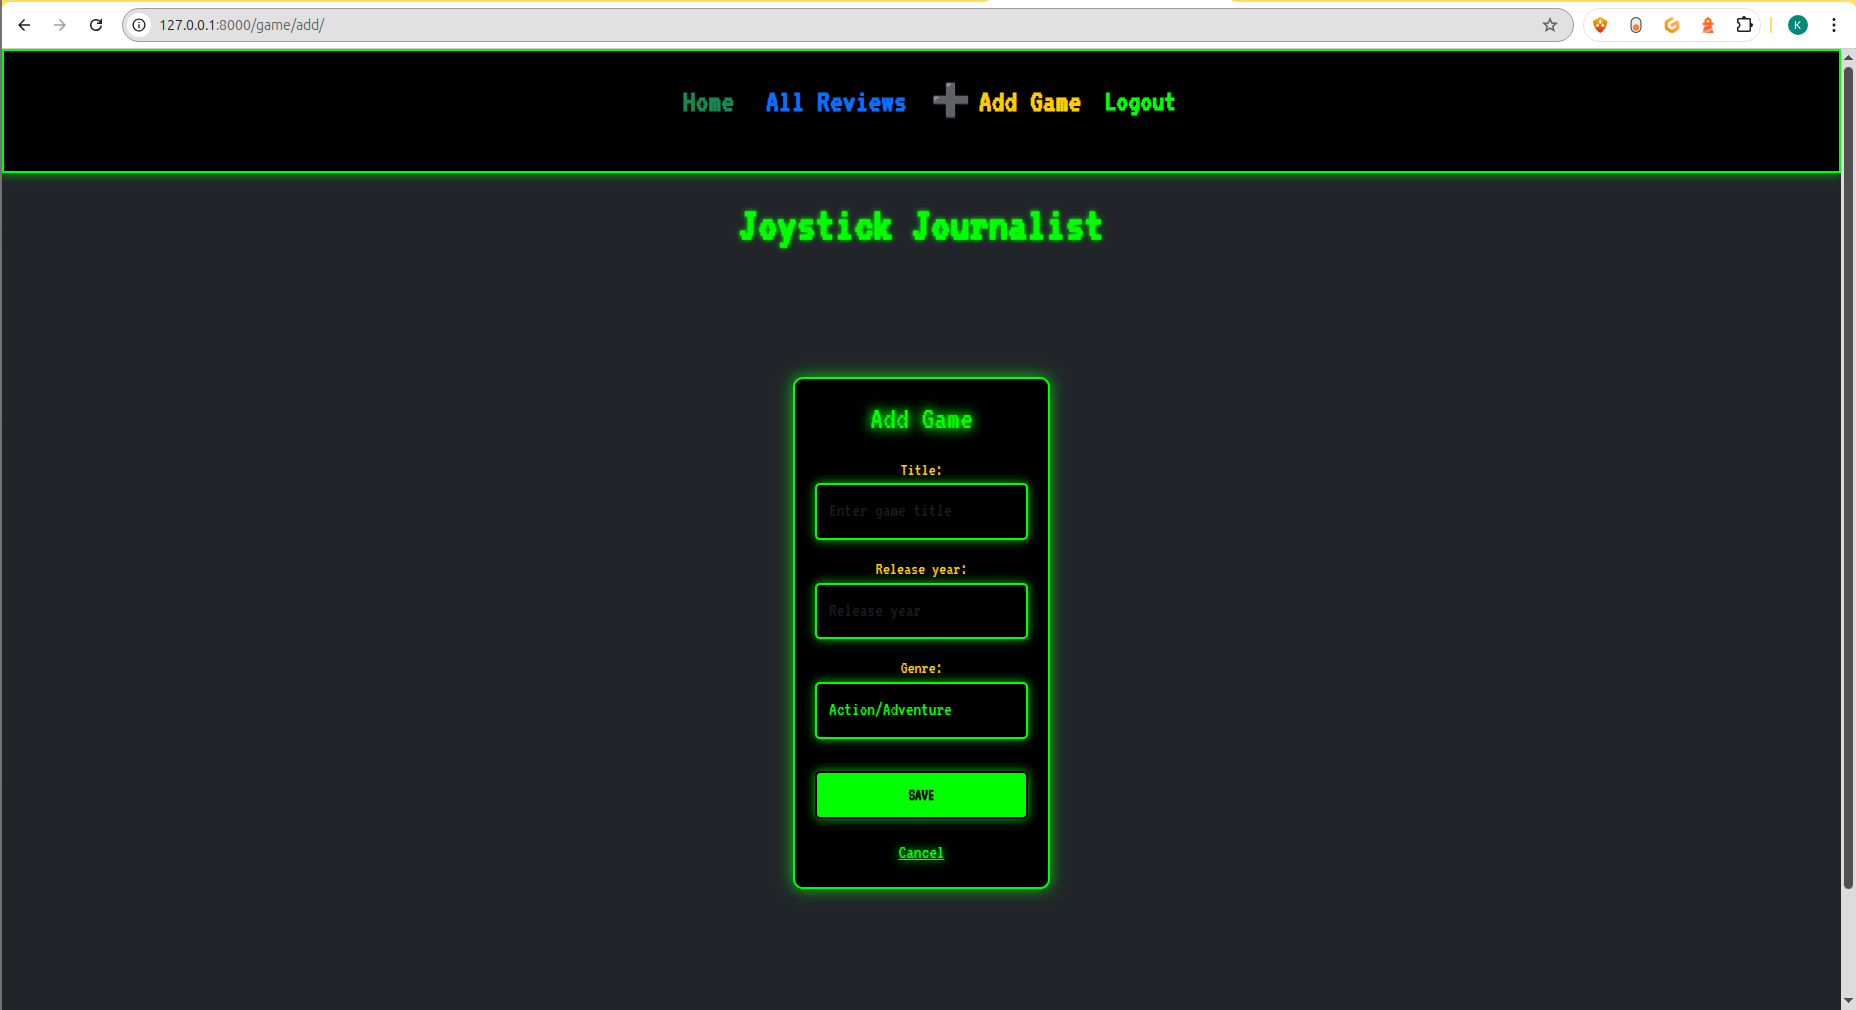 127.0.0.1:8000/game/add/
K
Home All Reviews ➕ Add Game Logout
Joystick Journalist
Add Game
Title:
Enter game title
Release year:
Release year
Genre:
Action/Adventure
SAVE
Cancel